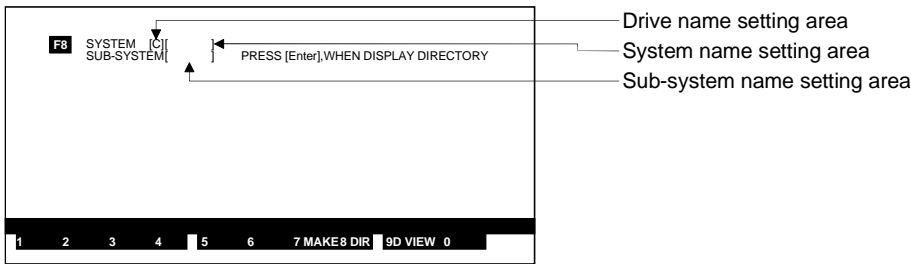 Drive name setting area
F8 SYSTEM [C][ ]
System name setting area
SUB-SYSTEM[ ] PRESS [Enter],WHEN DISPLAY DIRECTORY
Sub-system name setting area
1 2 3 4 5 6 7 MAKE 8 DIR 9D VIEW 0